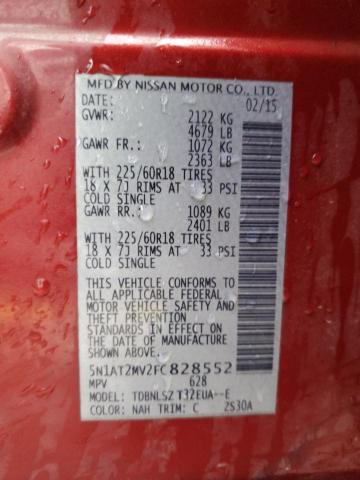 MFD BY NISSAN MOTOR CO., LTD.
DATE: 02/15
GVWR: 2122 KG
4679 LB
GAWR FR.: 1072 KG
2363 LB
WITH 225/60R18 TIRES
18 X 7J RIMS AT 33 PSI
COLD SINGLE
GAWR RR.: 1089 KG
2401 LB
WITH 225/60R18 TIRES
18 X 7J RIMS AT 33 PSI
COLD SINGLE
THIS VEHICLE CONFORMS TO
ALL APPLICABLE FEDERAL
MOTOR VEHICLE SAFETY
AND THEFT PREVENTION
STANDARDS IN EFFECT ON
THE DATE OF MANUFACTURE
SHOWN ABOVE.
5N1AT2MV2FC828552
MPV 628
MODEL: TDBNLSZ T32EUA--E
COLOR: NAH TRIM: C 2S30A